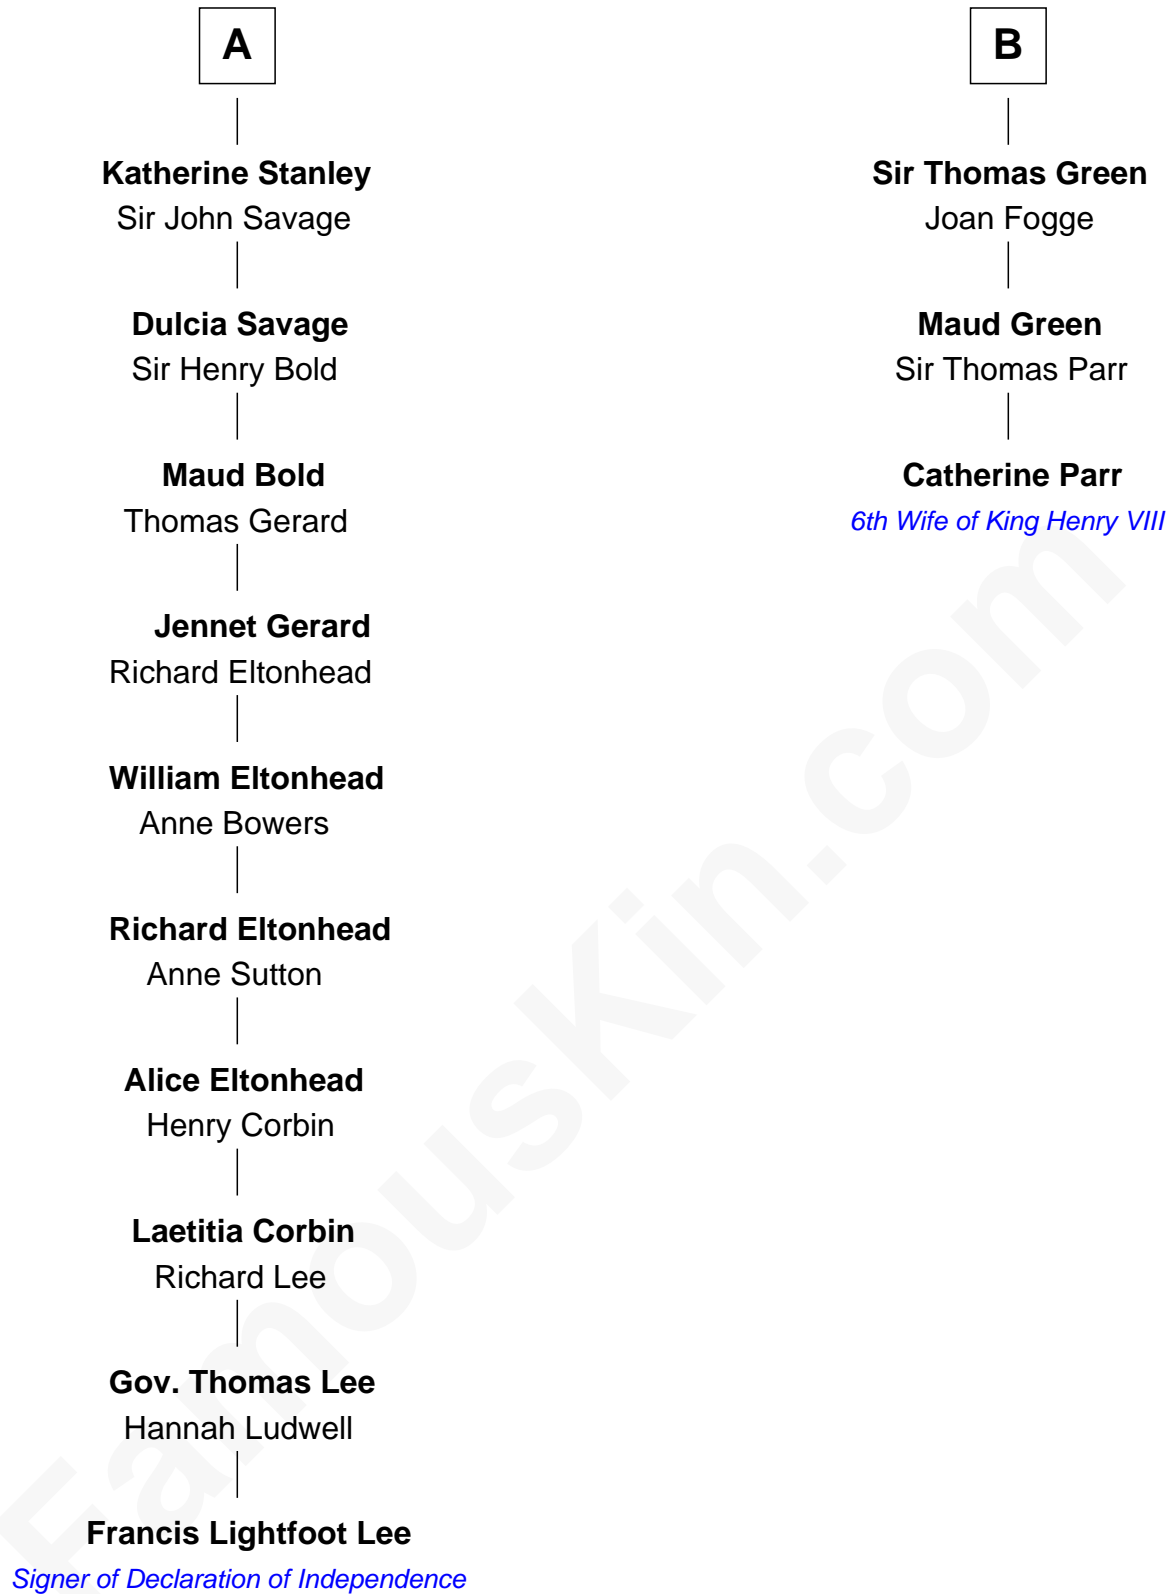 A
Katherine Stanley
Sir John Savage
Dulcia Savage
Sir Henry Bold
Maud Bold
Thomas Gerard
Jennet Gerard
Richard Eltonhead
William Eltonhead
Anne Bowers
Richard Eltonhead
Anne Sutton
Alice Eltonhead
Henry Corbin
Laetitia Corbin
Richard Lee
Gov. Thomas Lee
Hannah Ludwell
Francis Lightfoot Lee
Signer of Declaration of Independence
B
Sir Thomas Green
Joan Fogge
Maud Green
Sir Thomas Parr
Catherine Parr
6th Wife of King Henry VIII
FamousKin.com